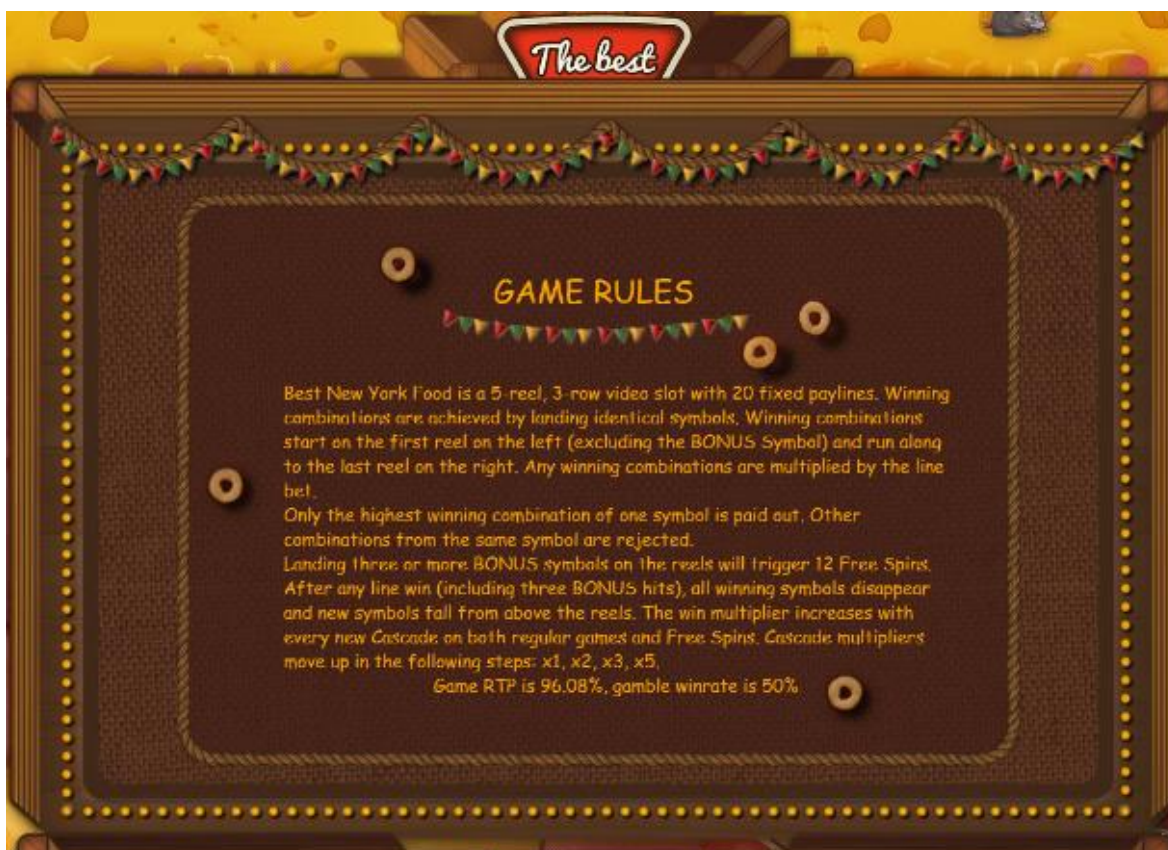 The best
GAME RULES
Best New York Food is a 5-reel, 3-row video slot with 20 fixed paylines. Winning
combinations are achieved by landing identical symbols. Winning combinations
start on the first reel on the left (excluding the BONUS Symbol) and run along
to the last reel on the right. Any winning combinations are multiplied by the line
bet.
Only the highest winning combination of one symbol is paid out. Other
combinations from the same symbol are rejected.
Landing three or more BONUS symbols on the reels will trigger 12 Free Spins.
After any line win (including three BONUS hits), all winning symbols disappear
and new symbols fall from above the reels. The win multiplier increases with
every new Cascade on both regular games and Free Spins. Cascade multipliers
move up in the following steps: x1, x2, x3, x5.
Game RTP is 96.08%, gamble winrate is 50%